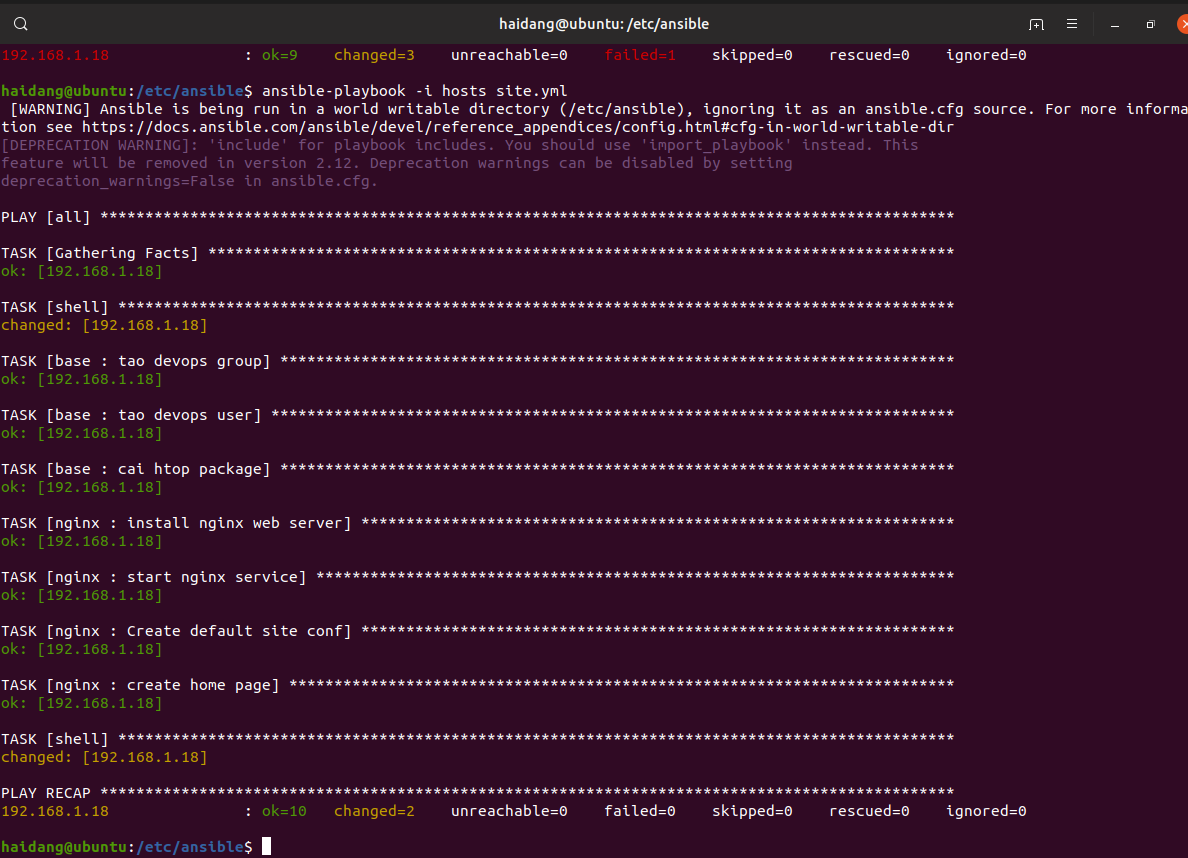 haidang@ubuntu: /etc/ansible
192.168.1.18 : ok=9 changed=3 unreachable=0 failed=1 skipped=0 rescued=0 ignored=0
haidang@ubuntu:/etc/ansible$ ansible-playbook -i hosts site.yml
[WARNING] Ansible is being run in a world writable directory (/etc/ansible), ignoring it as an ansible.cfg source. For more informa
tion see https://docs.ansible.com/ansible/devel/reference_appendices/config.html#cfg-in-world-writable-dir
[DEPRECATION WARNING]: 'include' for playbook includes. You should use 'import_playbook' instead. This
feature will be removed in version 2.12. Deprecation warnings can be disabled by setting
deprecation_warnings=False in ansible.cfg.
PLAY [all] ***********************************************************************************************
TASK [Gathering Facts] ***********************************************************************************
ok: [192.168.1.18]
TASK [shell] *********************************************************************************************
changed: [192.168.1.18]
TASK [base : tao devops group] ***************************************************************************
ok: [192.168.1.18]
TASK [base : tao devops user] ****************************************************************************
ok: [192.168.1.18]
TASK [base : cai htop package] ***************************************************************************
ok: [192.168.1.18]
TASK [nginx : install nginx web server] ******************************************************************
ok: [192.168.1.18]
TASK [nginx : start nginx service] ***********************************************************************
ok: [192.168.1.18]
TASK [nginx : Create default site conf] ******************************************************************
ok: [192.168.1.18]
TASK [nginx : create home page] **************************************************************************
ok: [192.168.1.18]
TASK [shell] *********************************************************************************************
changed: [192.168.1.18]
PLAY RECAP ***********************************************************************************************
192.168.1.18 : ok=10 changed=2 unreachable=0 failed=0 skipped=0 rescued=0 ignored=0
haidang@ubuntu:/etc/ansible$